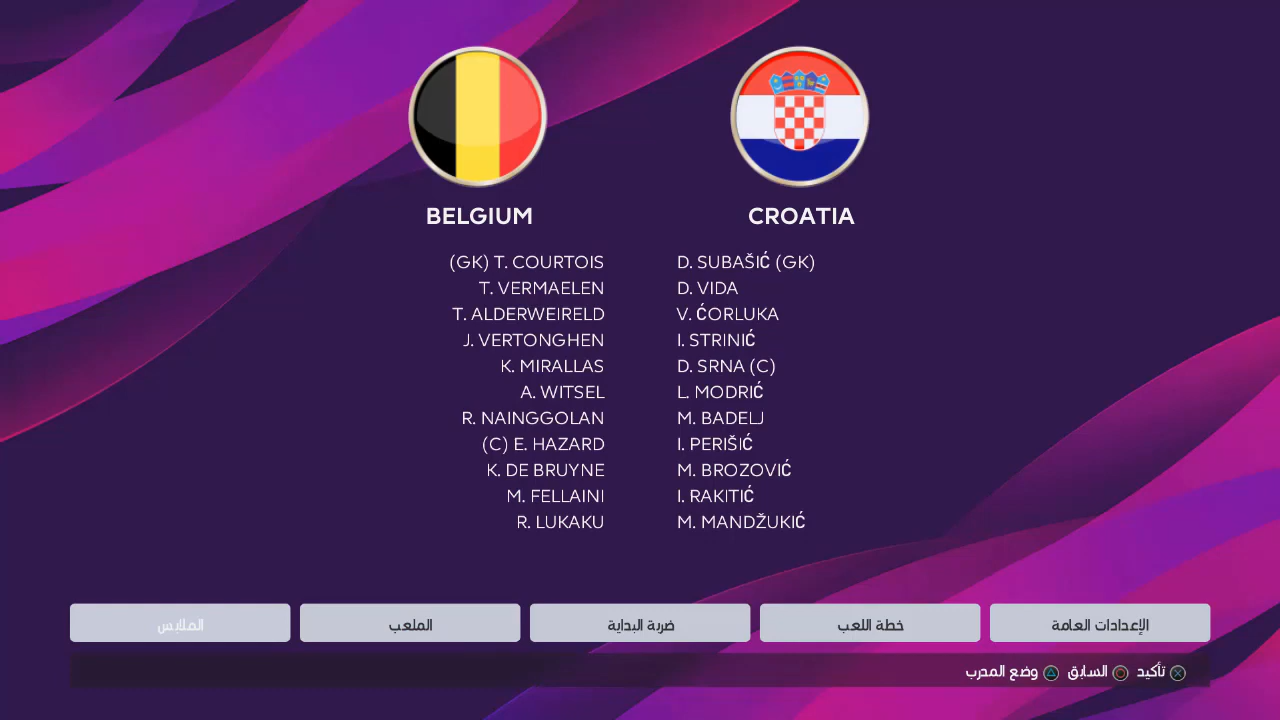 BELGIUM
CROATIA
(GK) T. COURTOIS
T. VERMAELEN
T. ALDERWEIRELD
J. VERTONGHEN
K. MIRALLAS
A. WITSEL
R. NAINGGOLAN
(C) E. HAZARD
K. DE BRUYNE
M. FELLAINI
R. LUKAKU
D. SUBAŠIĆ (GK)
D. VIDA
V. ĆORLUKA
I. STRINIĆ
D. SRNA (C)
L. MODRIĆ
M. BADELJ
I. PERIŠIĆ
M. BROZOVIĆ
I. RAKITIĆ
M. MANDŽUKIĆ
الإعدادات العامة
خطة اللعب
ضربة البداية
الملعب
الملابس
تأكيد السابق وضع المدرب